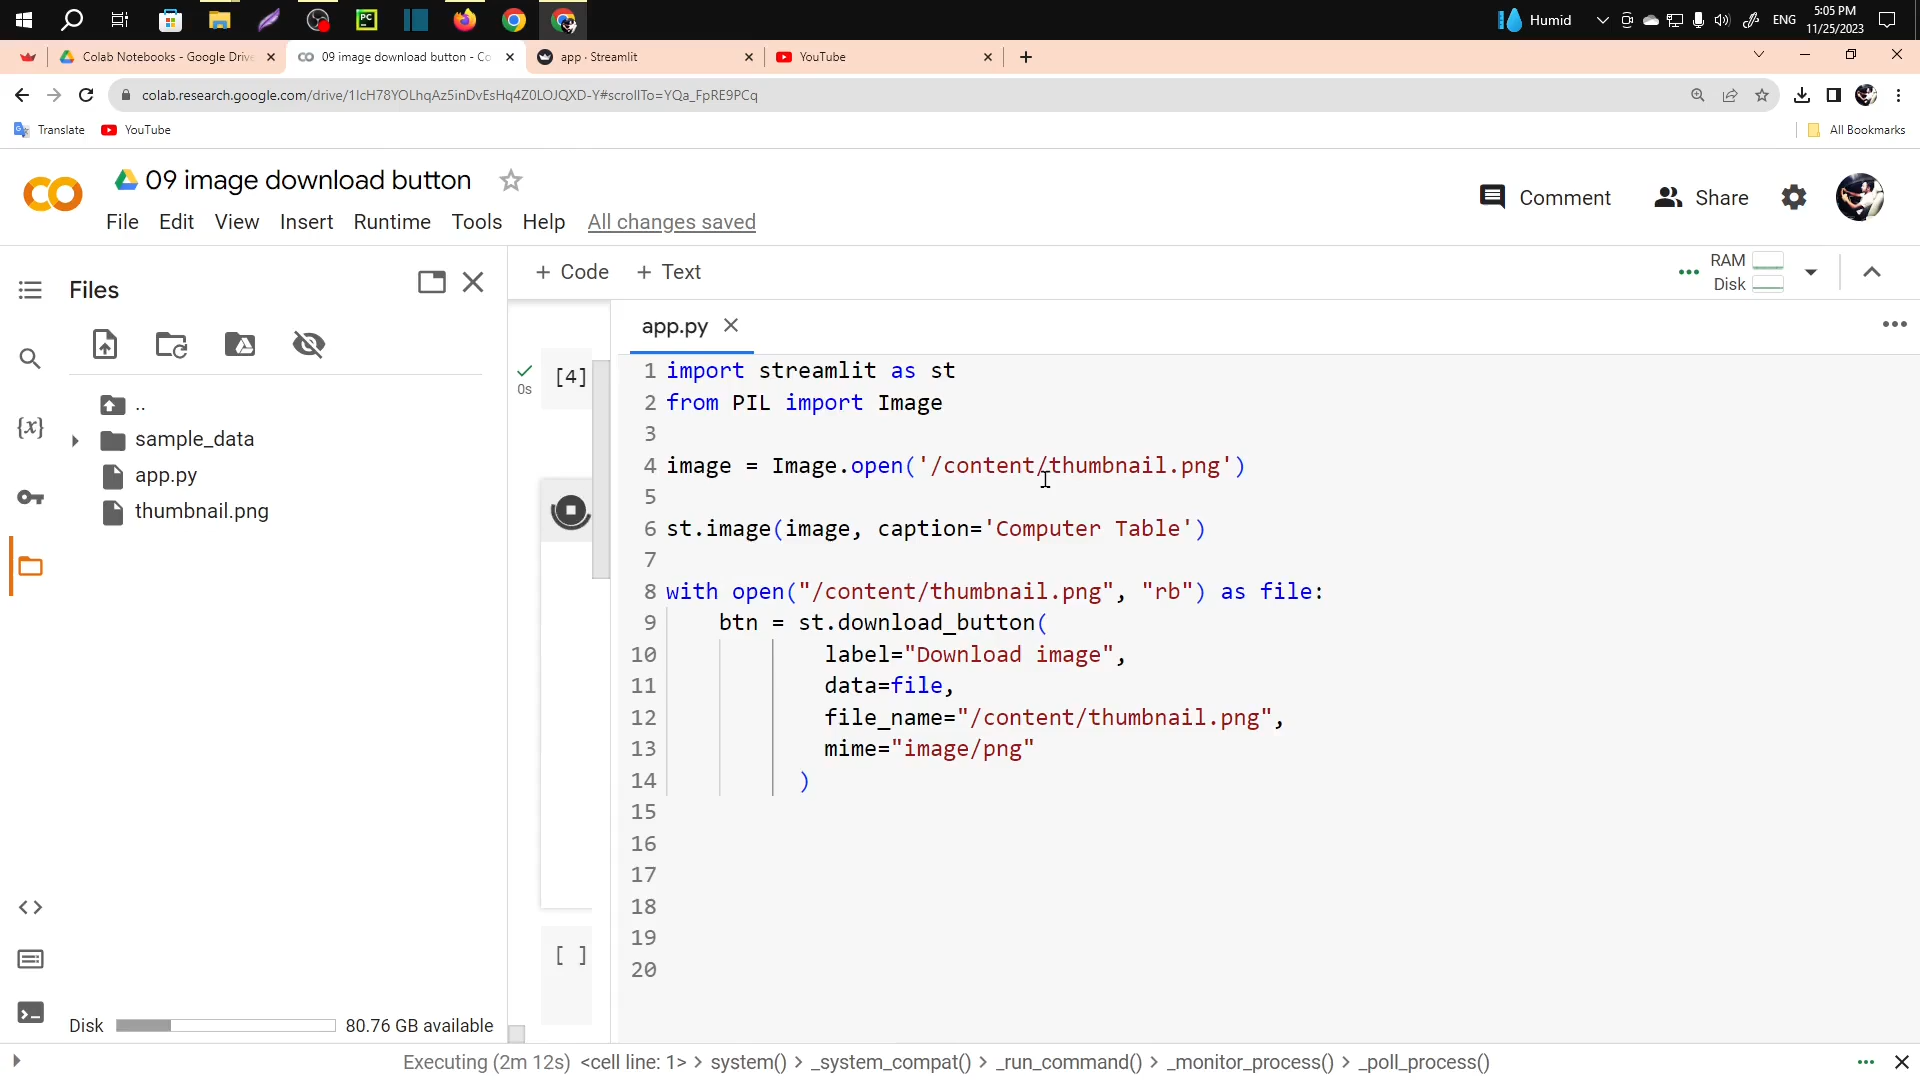 Humid
ENG
5:05 PM
11/25/2023
Colab Notebooks - Google Drive
09 image download button - Co
app · Streamlit
YouTube
colab.research.google.com/drive/1IcH78YOLhqAz5inDvEsHq4Z0LOJQXD-Y#scrollTo=YQa_FpRE9PCq
Translate
YouTube
All Bookmarks
09 image download button
Comment
Share
File Edit View Insert Runtime Tools Help All changes saved
Files
+ Code + Text
RAM
Disk
..
sample_data
app.py
thumbnail.png
{x}
[4]
0s
[ ]
app.py
1 import streamlit as st
2 from PIL import Image
3
4 image = Image.open('/content/thumbnail.png')
5
6 st.image(image, caption='Computer Table')
7
8 with open("/content/thumbnail.png", "rb") as file:
9 btn = st.download_button(
10 label="Download image",
11 data=file,
12 file_name="/content/thumbnail.png",
13 mime="image/png"
14 )
15
16
17
18
19
20
Disk 80.76 GB available
Executing (2m 12s) <cell line: 1> > system() > _system_compat() > _run_command() > _monitor_process() > _poll_process()